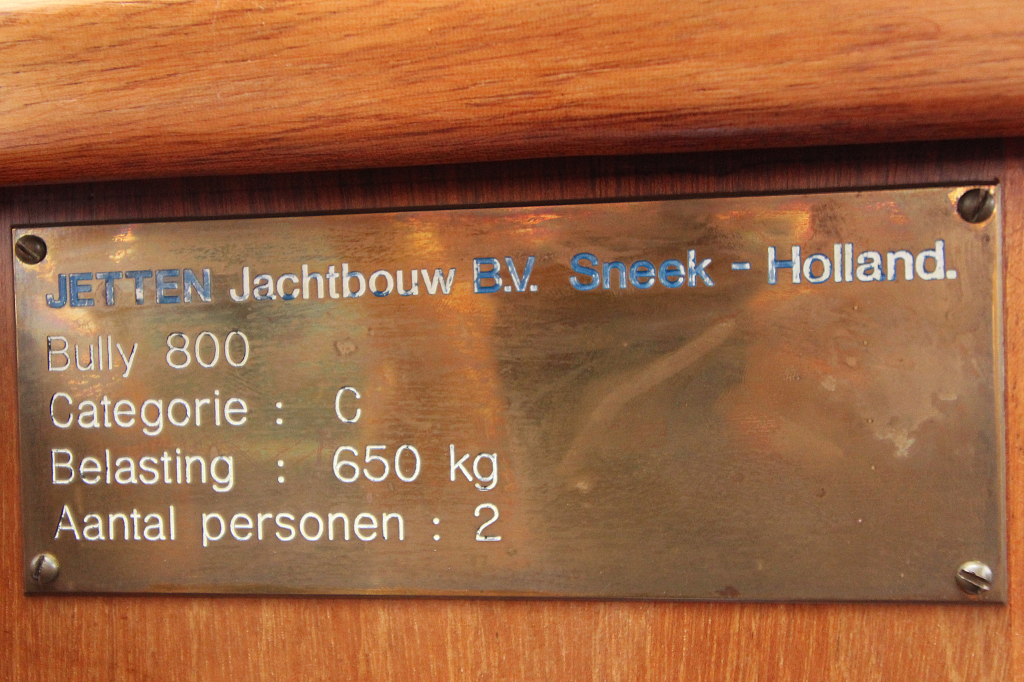 JETTEN Jachtbouw B.V. Sneek - Holland.
Bully 800
Categorie : C
Belasting : 650 kg
Aantal personen : 2